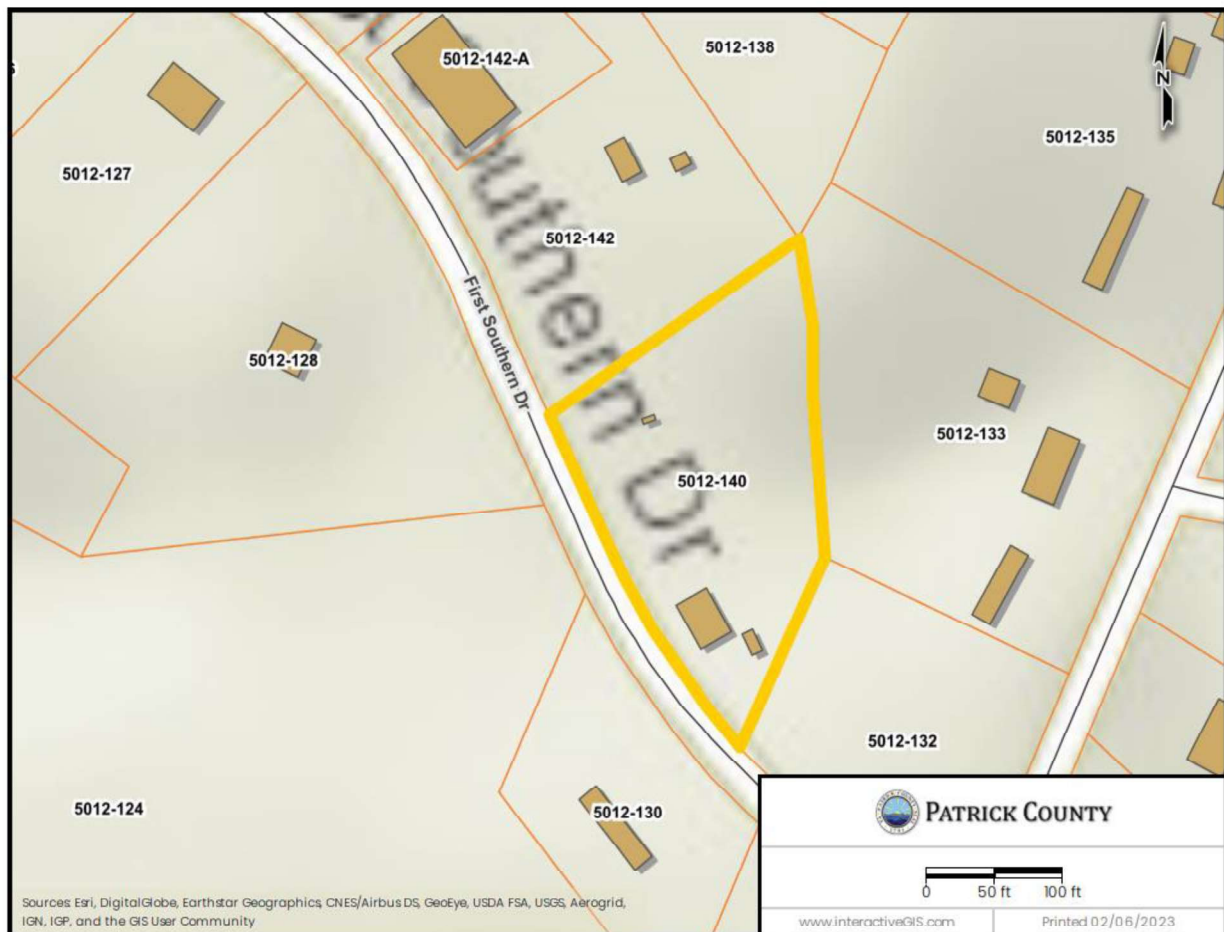 5012-142-A
5012-138
5012-135
N
5012-127
5012-142
Southern Dr
First Southern Dr
5012-128
5012-133
5012-140
5012-132
5012-124
5012-130
PATRICK COUNTY
0 50 ft 100 ft
Sources: Esri, DigitalGlobe, Earthstar Geographics, CNES/Airbus DS, GeoEye, USDA FSA, USGS, Aerogrid,
IGN, IGP, and the GIS User Community
www.interactiveGIS.com
Printed 02/06/2023